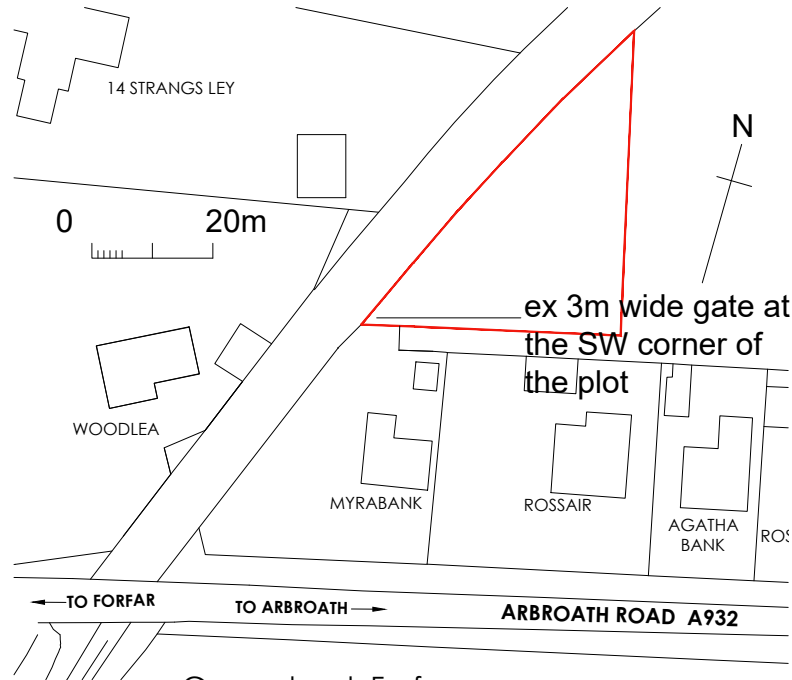 14 STRANGS LEY
N
0 20m
ex 3m wide gate at
the SW corner of
the plot
WOODLEA
MYRABANK
ROSSAIR
AGATHA
BANK
TO FORFAR
TO ARBROATH
ARBROATH ROAD A932